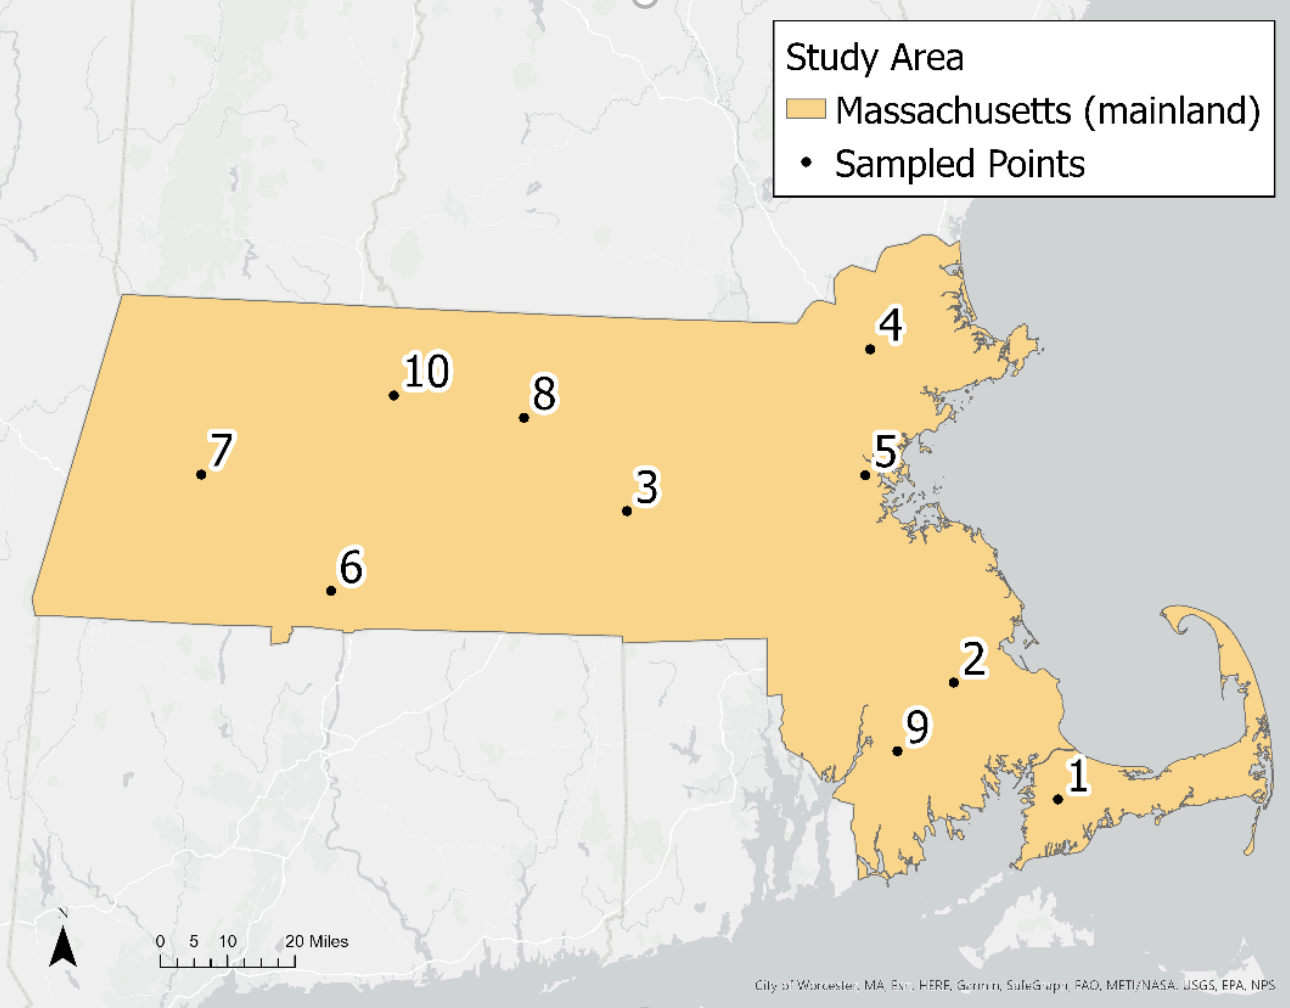 Study Area
Massachusetts (mainland)
Sampled Points
4
10
8
7
5
3
6
2
9
1
N
0 5 10 20 Miles
City of Worcester, MA, Esri, HERE, Garmin, SafeGraph, FAO, METI/NASA, USGS, EPA, NPS